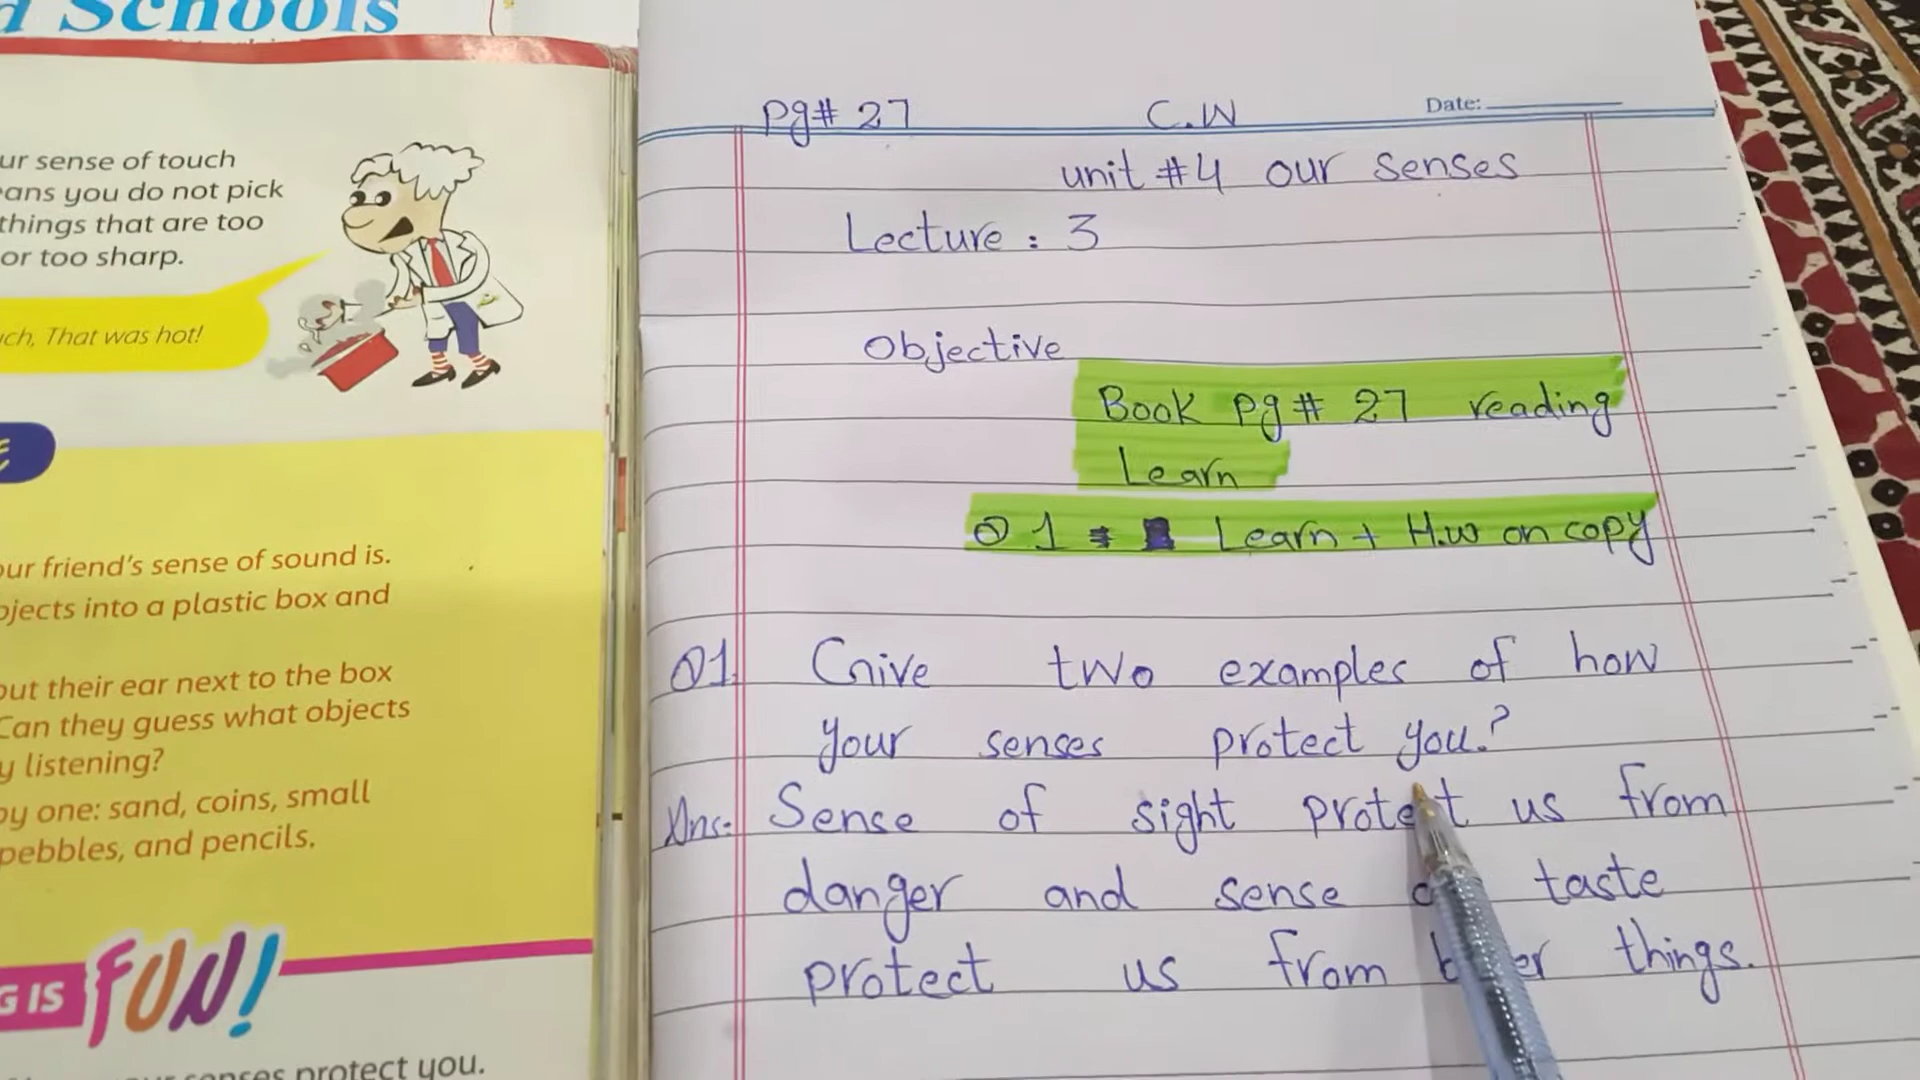 Schools
ur sense of touch
ans you do not pick
things that are too
or too sharp.
ch, That was hot!
E
our friend's sense of sound is.
bjects into a plastic box and
put their ear next to the box
Can they guess what objects
y listening?
by one: sand, coins, small
pebbles, and pencils.
G IS FUN!
senses protect you.
Pg# 27 C.W Date:
unit #4 our senses
Lecture : 3
Objective
Book Pg# 27 reading
Learn
Q 1 Learn + H.w on copy
Q1. Give two examples of how
your senses protect you?
Ans: Sense of sight protect us from
danger and sense taste
protect us from things.